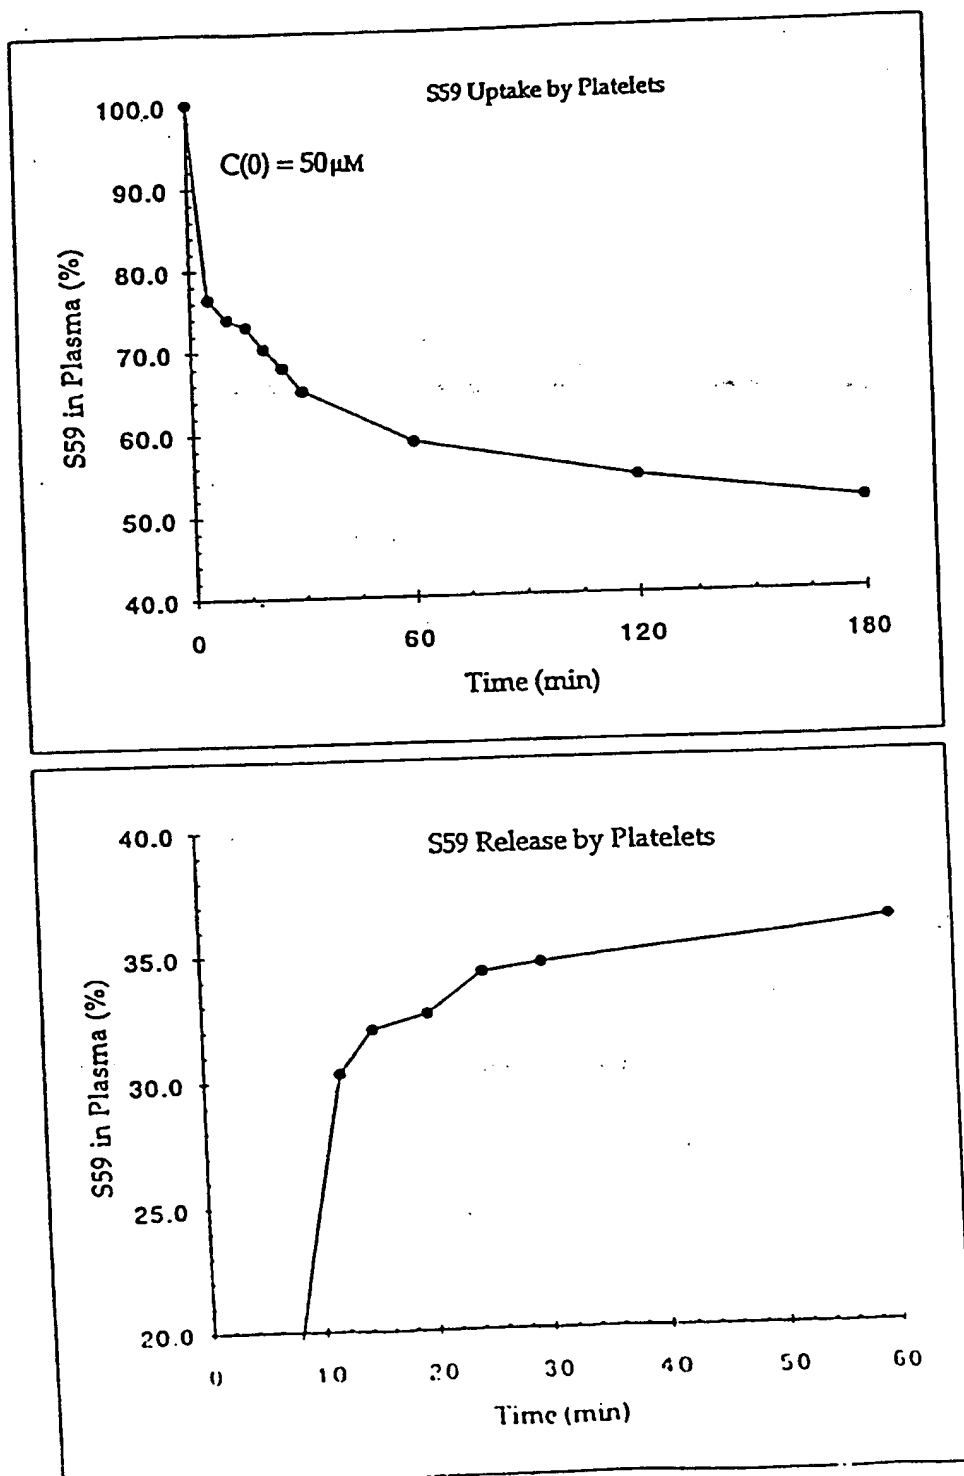 S59 Uptake by Platelets
C(0) = 50μM
S59 in Plasma (%)
100.0
90.0
80.0
70.0
60.0
50.0
40.0
0 60 120 180
Time (min)
S59 Release by Platelets
S59 in Plasma (%)
40.0
35.0
30.0
25.0
20.0
0 10 20 30 40 50 60
Time (min)